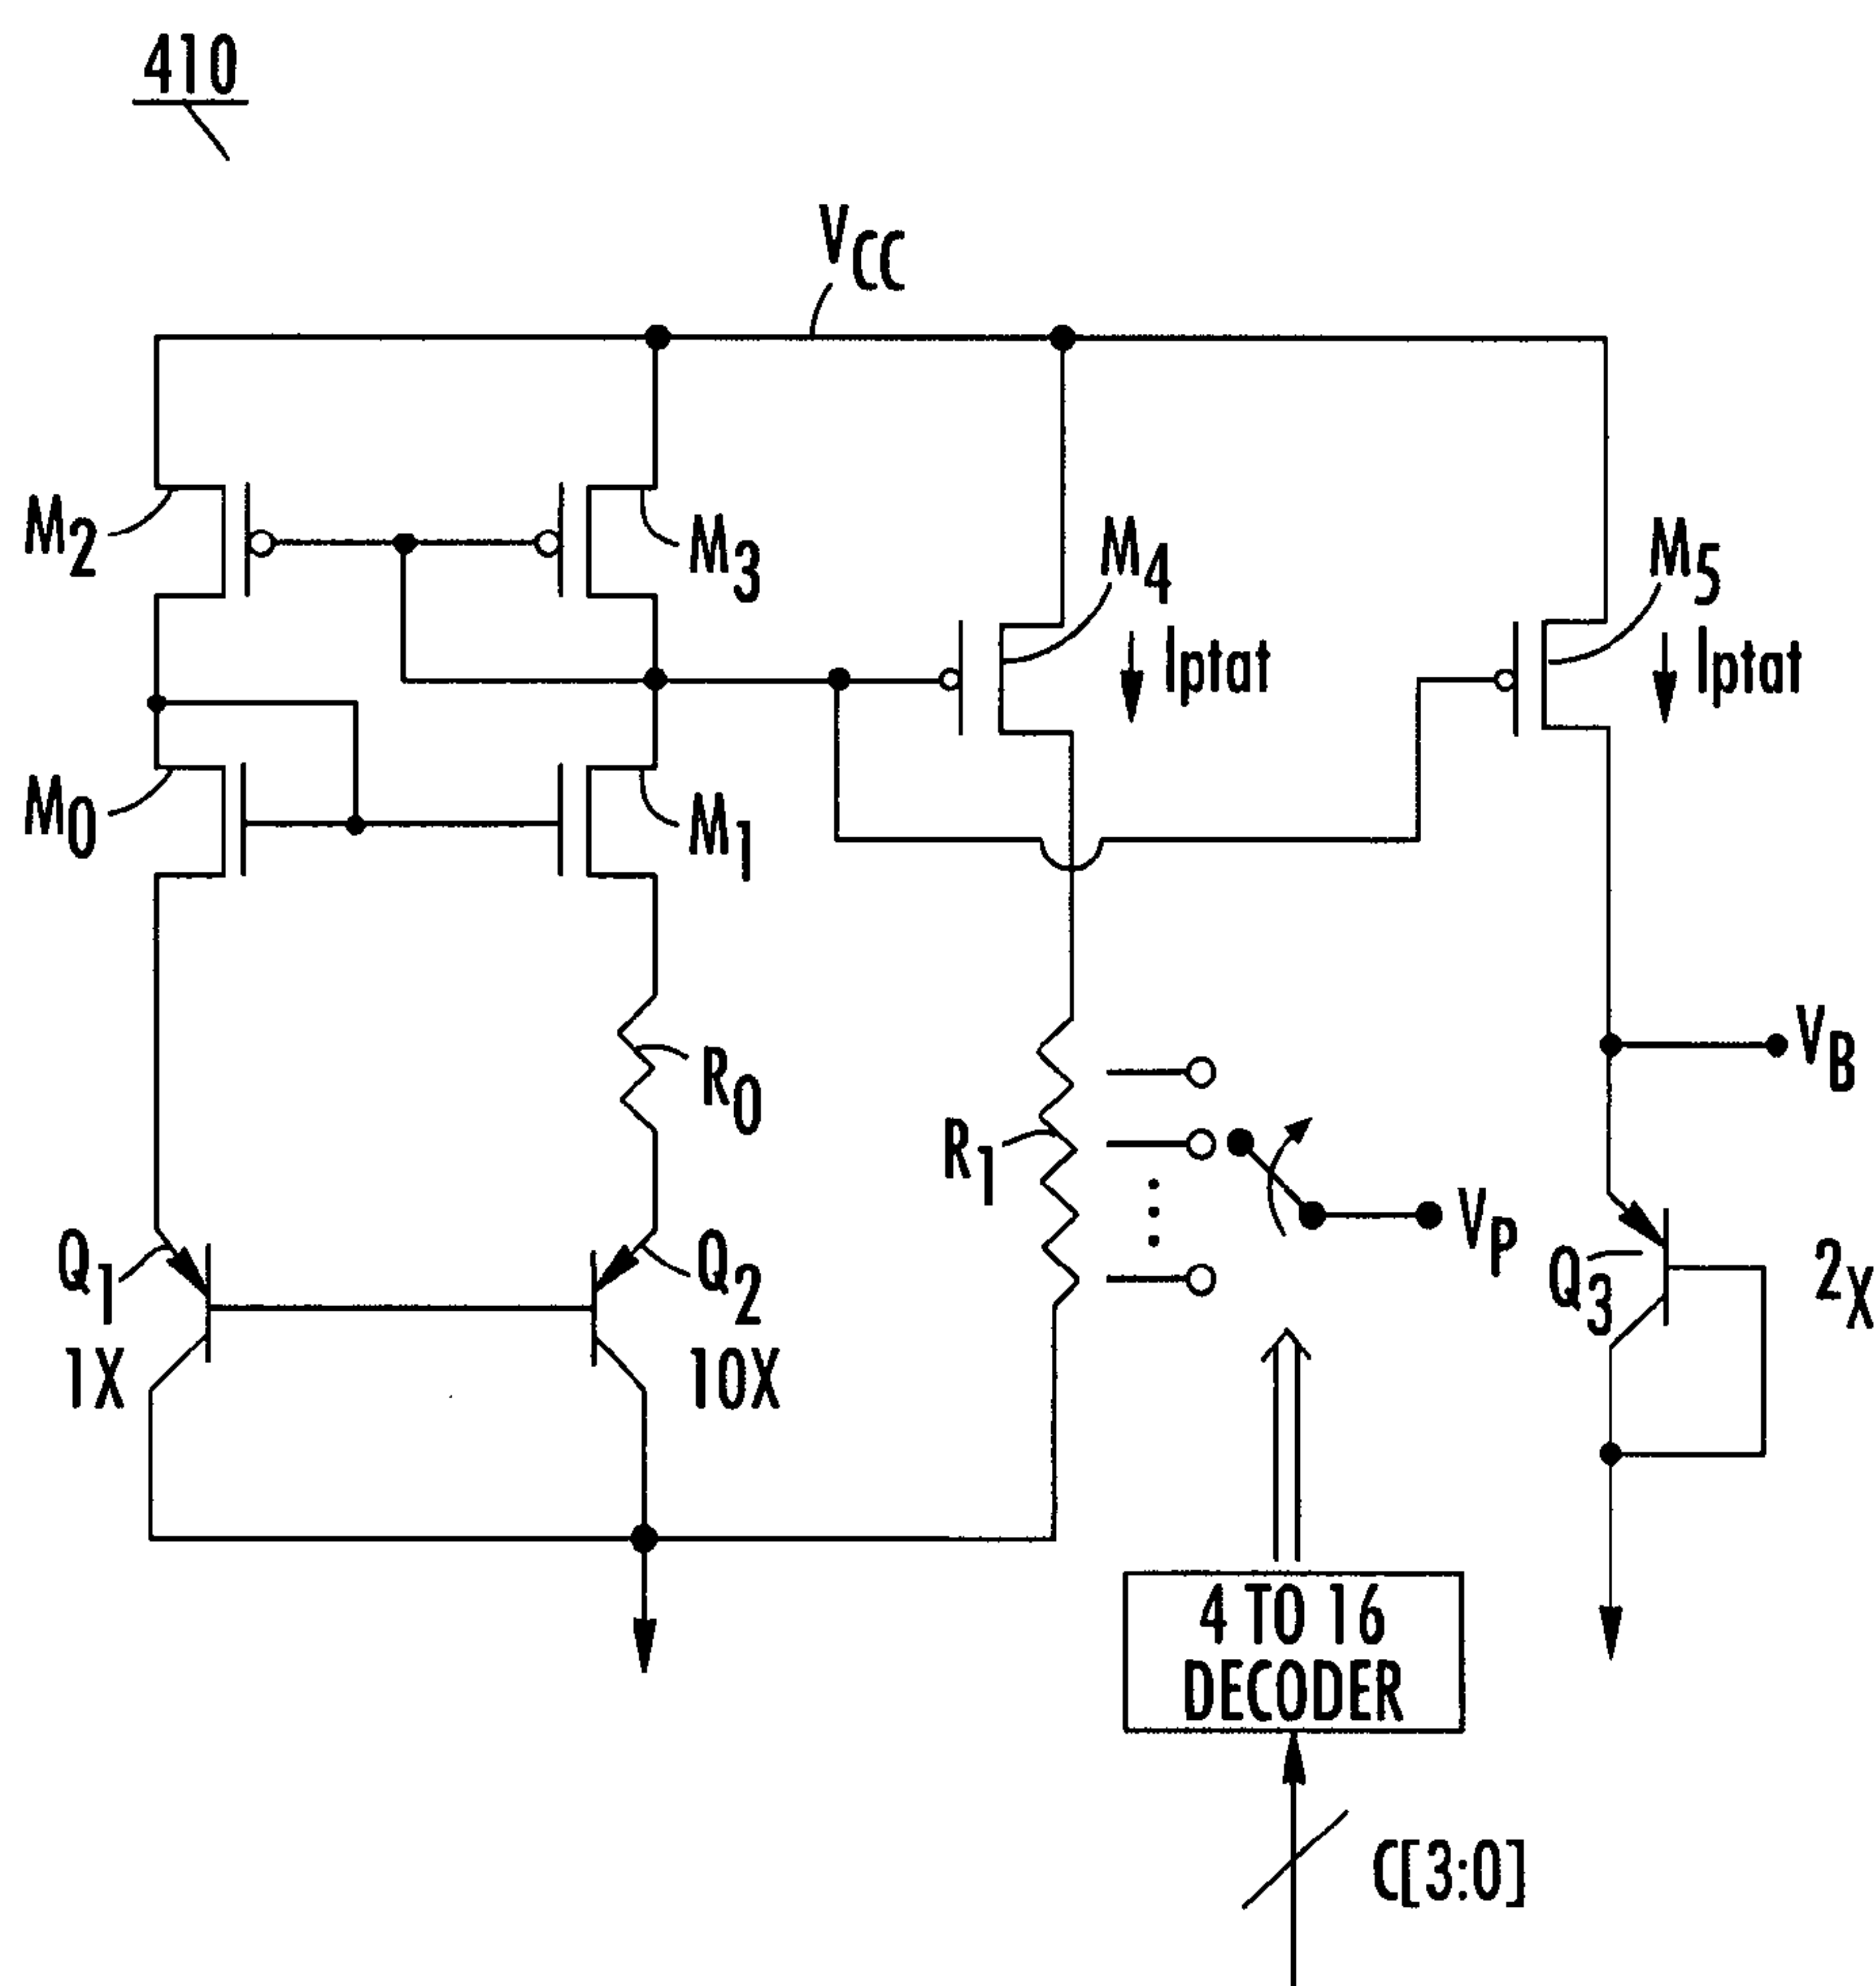 410
VCC
M2
M3
M4
M5
Iptat
Iptat
M0
M1
VB
R0
R1
VP
Q1
Q2
Q3
2X
1X
10X
4 TO 16
DECODER
C[3:0]